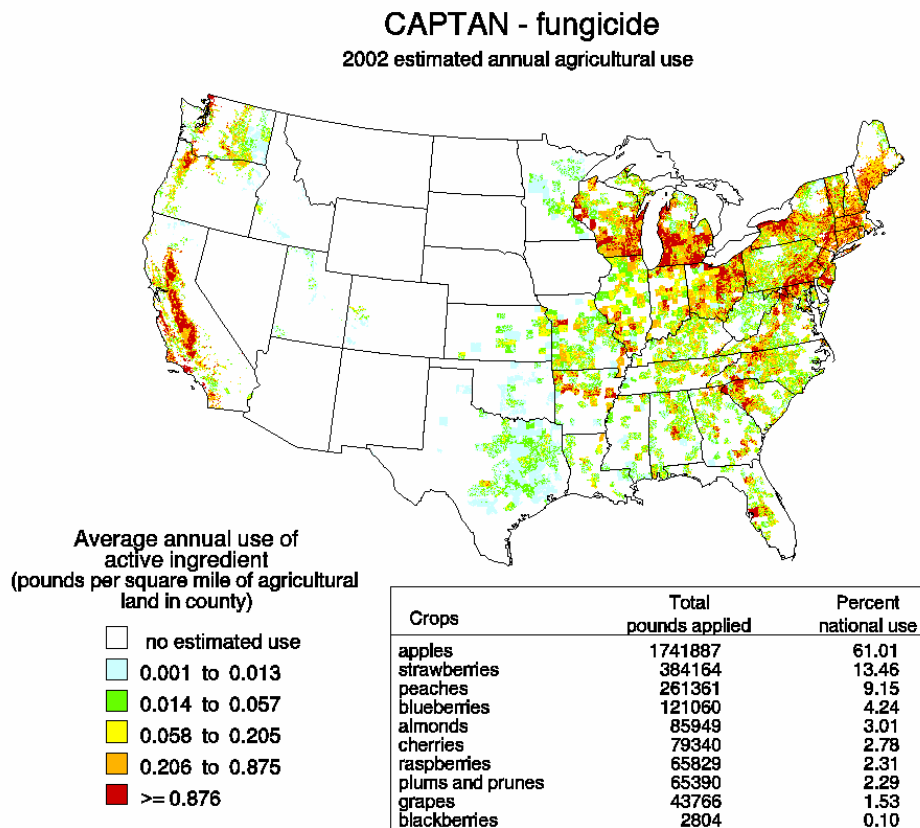 CAPTAN - fungicide
2002 estimated annual agricultural use
Average annual use of
active ingredient
(pounds per square mile of agricultural
land in county)
no estimated use
0.001 to 0.013
0.014 to 0.057
0.058 to 0.205
0.206 to 0.875
>= 0.876
Crops Total pounds applied Percent national use
apples 1741887 61.01
strawberries 384164 13.46
peaches 261361 9.15
blueberries 121060 4.24
almonds 85949 3.01
cherries 79340 2.78
raspberries 65829 2.31
plums and prunes 65390 2.29
grapes 43766 1.53
blackberries 2804 0.10